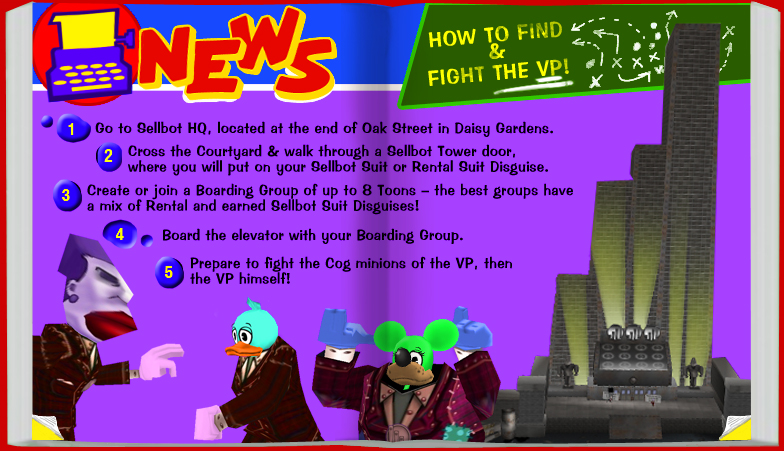 NEWS
HOW TO FIND
&
FIGHT THE VP!
1 Go to Sellbot HQ, located at the end of Oak Street in Daisy Gardens.
2 Cross the Courtyard & walk through a Sellbot Tower door,
where you will put on your Sellbot Suit or Rental Suit Disguise.
3 Create or join a Boarding Group of up to 8 Toons – the best groups have
a mix of Rental and earned Sellbot Suit Disguises!
4 Board the elevator with your Boarding Group.
5 Prepare to fight the Cog minions of the VP, then
the VP himself!